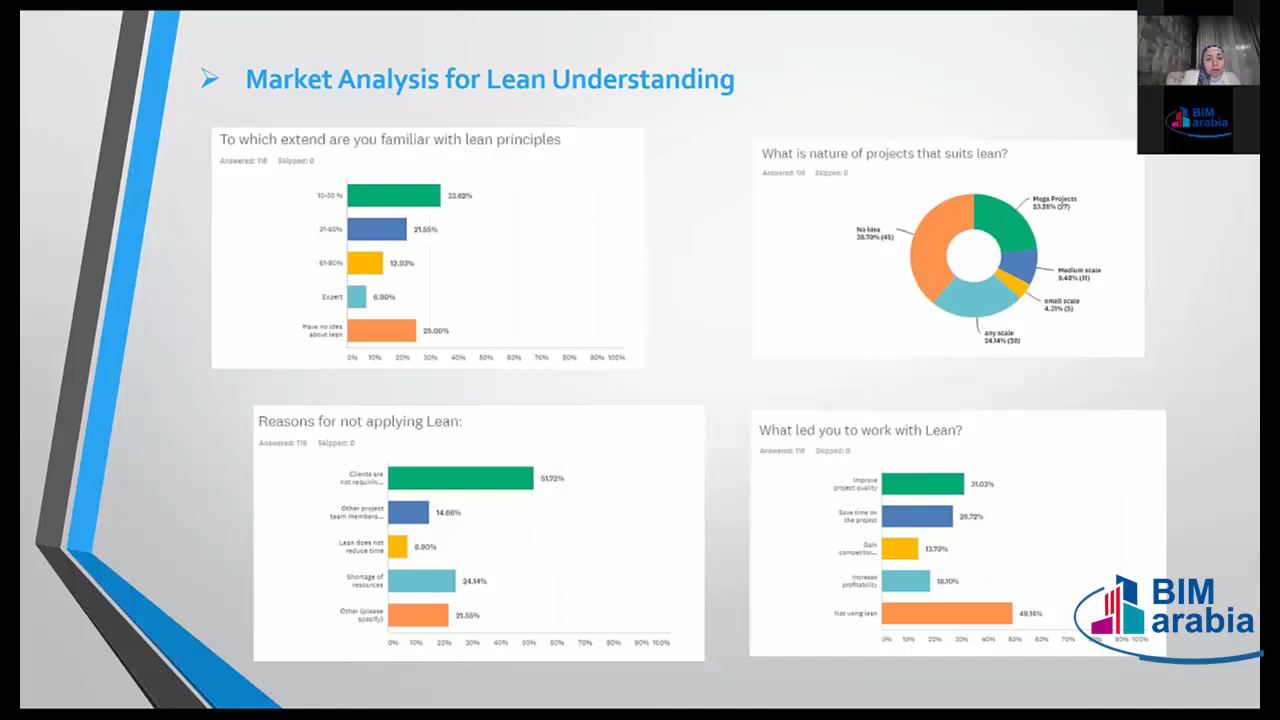 Market Analysis for Lean Understanding
To which extend are you familiar with lean principles
Answered: 116 Skipped: 0
10-30 %
33.62%
31-60%
21.55%
61-80%
12.93%
Expert
6.90%
Have no idea
about lean
25.00%
0% 10% 20% 30% 40% 50% 60% 70% 80% 90% 100%
What is nature of projects that suits lean?
Answered: 116 Skipped: 0
Mega Projects
23.28% (27)
No Idea
38.79% (45)
Medium scale
9.48% (11)
small scale
4.31% (5)
any scale
24.14% (28)
Reasons for not applying Lean:
Answered: 116 Skipped: 0
Clients are
not requirin...
51.72%
Other project
team members...
14.66%
Lean does not
reduce time
6.90%
Shortage of
resources
24.14%
Other (please
specify)
21.55%
0% 10% 20% 30% 40% 50% 60% 70% 80% 90% 100%
What led you to work with Lean?
Answered: 116 Skipped: 0
Improve
project quality
31.03%
Save time on
the project
26.72%
Gain
competitor...
13.79%
Increase
profitability
18.10%
Not using lean
49.14%
0% 10% 20% 30% 40% 50% 60% 70% 80% 90% 100%
BIM
arabia
BIM
arabia